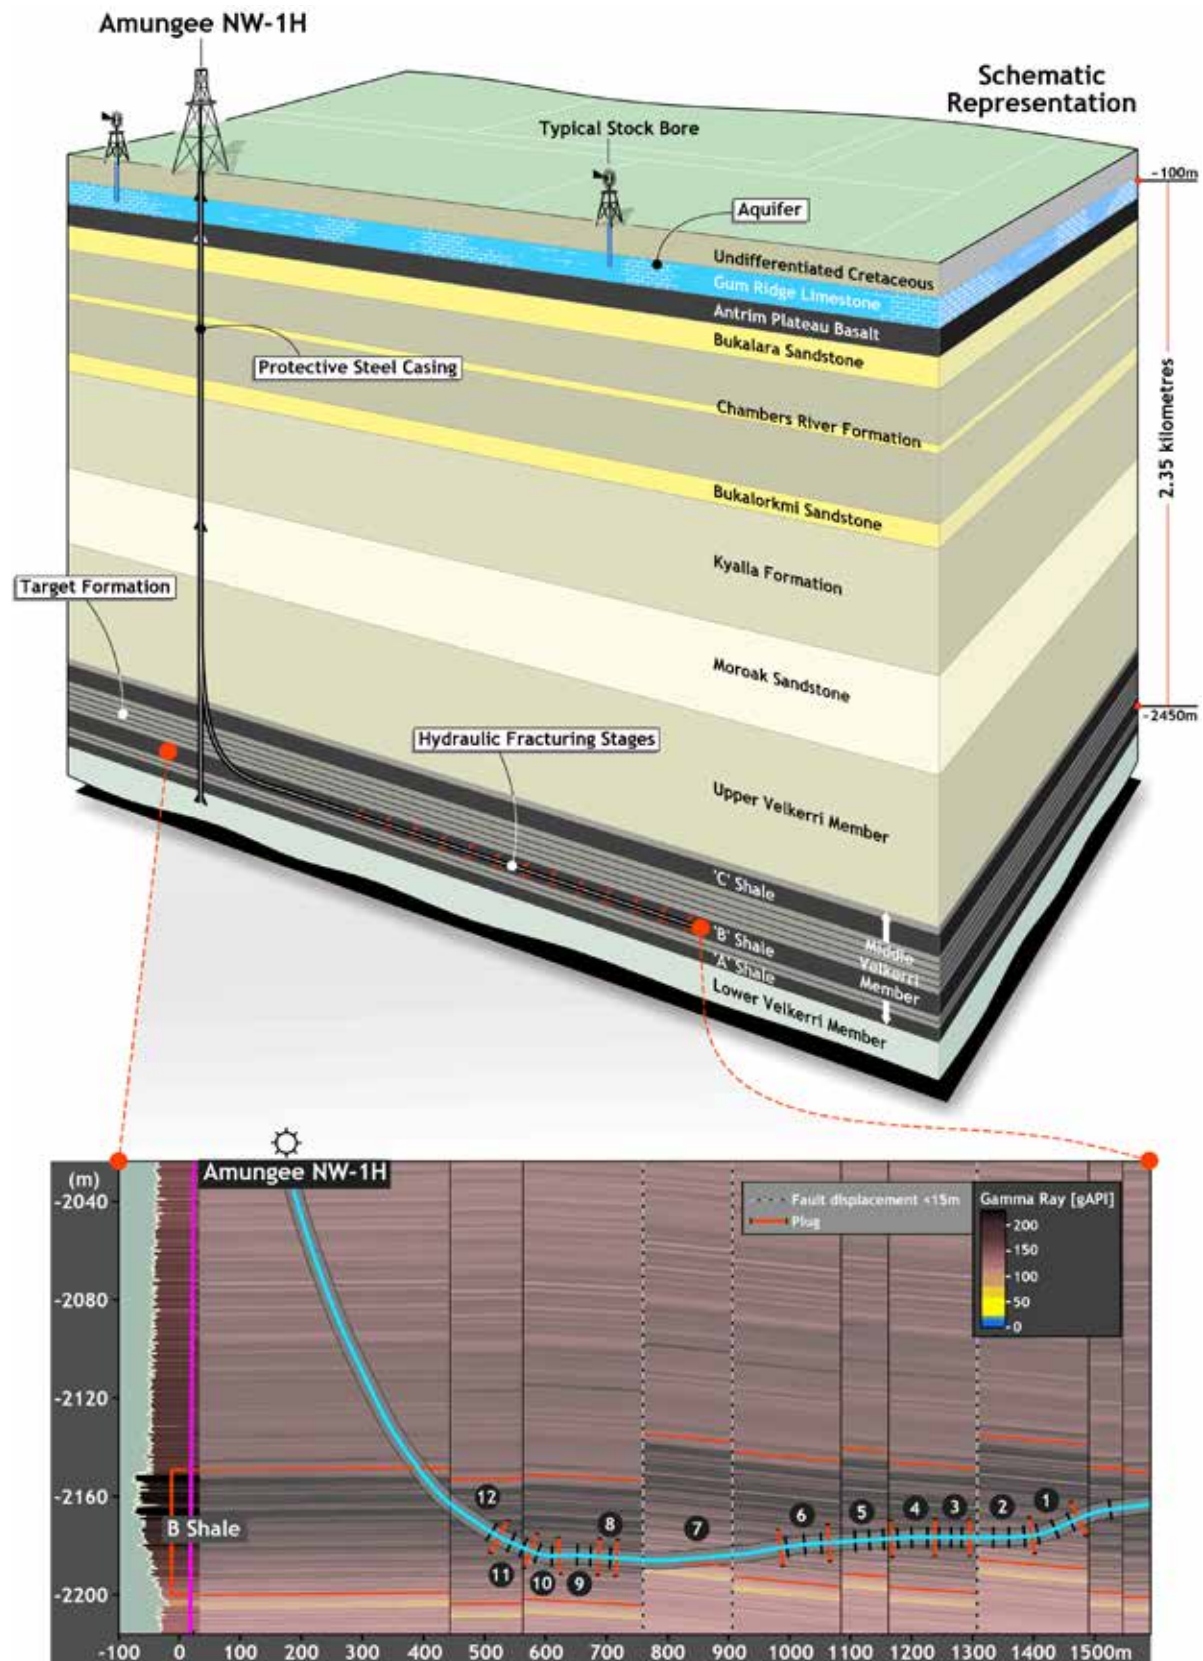 Amungee NW-1H
Schematic
Representation
Typical Stock Bore
-100m
Aquifer
Undifferentiated Cretaceous
Gum Ridge Limestone
Antrim Plateau Basalt
Bukalara Sandstone
Protective Steel Casing
Chambers River Formation
2.35 kilometres
Bukalorkmi Sandstone
Kyalla Formation
Target Formation
Moroak Sandstone
-2450m
Hydraulic Fracturing Stages
Upper Velkerri Member
'C' Shale
'B' Shale
'A' Shale
Middle
Velkerri
Member
Lower Velkerri Member
(m)
Amungee NW-1H
-2040
-2080
-2120
-2160
-2200
Fault displacement <15m
Plug
Gamma Ray [gAPI]
200
150
100
50
0
B Shale
12
11
10
9
8
7
6
5
4
3
2
1
-100 0 100 200 300 400 500 600 700 800 900 1000 1100 1200 1300 1400 1500m